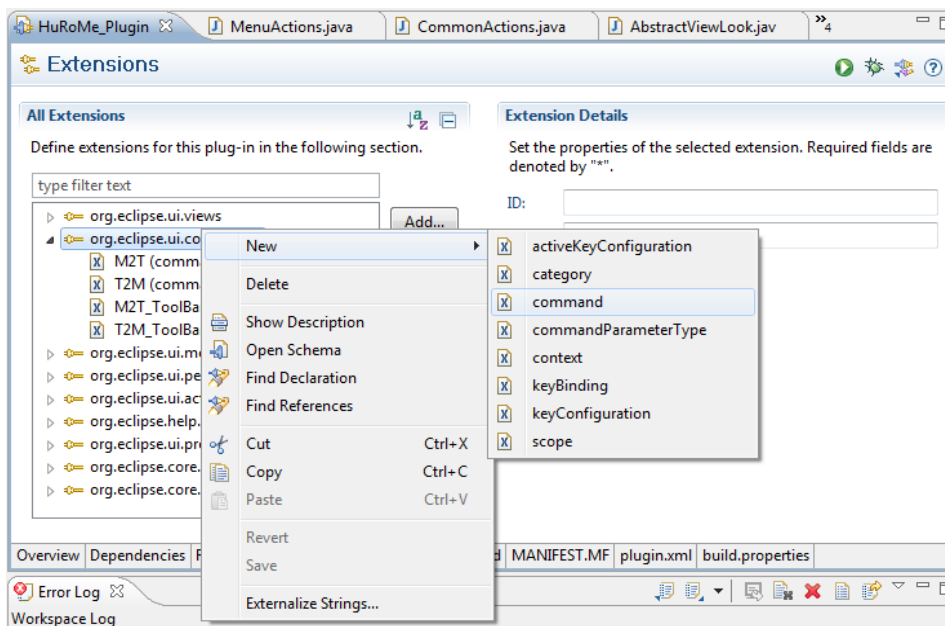 HuRoMe_Plugin MenuActions.java CommonActions.java AbstractViewLook.jav »4
Extensions
All Extensions
Define extensions for this plug-in in the following section.
type filter text
org.eclipse.ui.views
Add...
org.eclipse.ui.co
M2T (comm
T2M (comm
M2T_ToolBa
T2M_ToolBa
org.eclipse.ui.me
org.eclipse.ui.pe
org.eclipse.ui.ac
org.eclipse.help.
org.eclipse.ui.pr
org.eclipse.core.
org.eclipse.core.
Extension Details
Set the properties of the selected extension. Required fields are
denoted by "*".
ID:
New
Delete
Show Description
Open Schema
Find Declaration
Find References
Cut Ctrl+X
Copy Ctrl+C
Paste Ctrl+V
Revert
Save
Externalize Strings...
activeKeyConfiguration
category
command
commandParameterType
context
keyBinding
keyConfiguration
scope
Overview Dependencies MANIFEST.MF plugin.xml build.properties
Error Log
Workspace Log